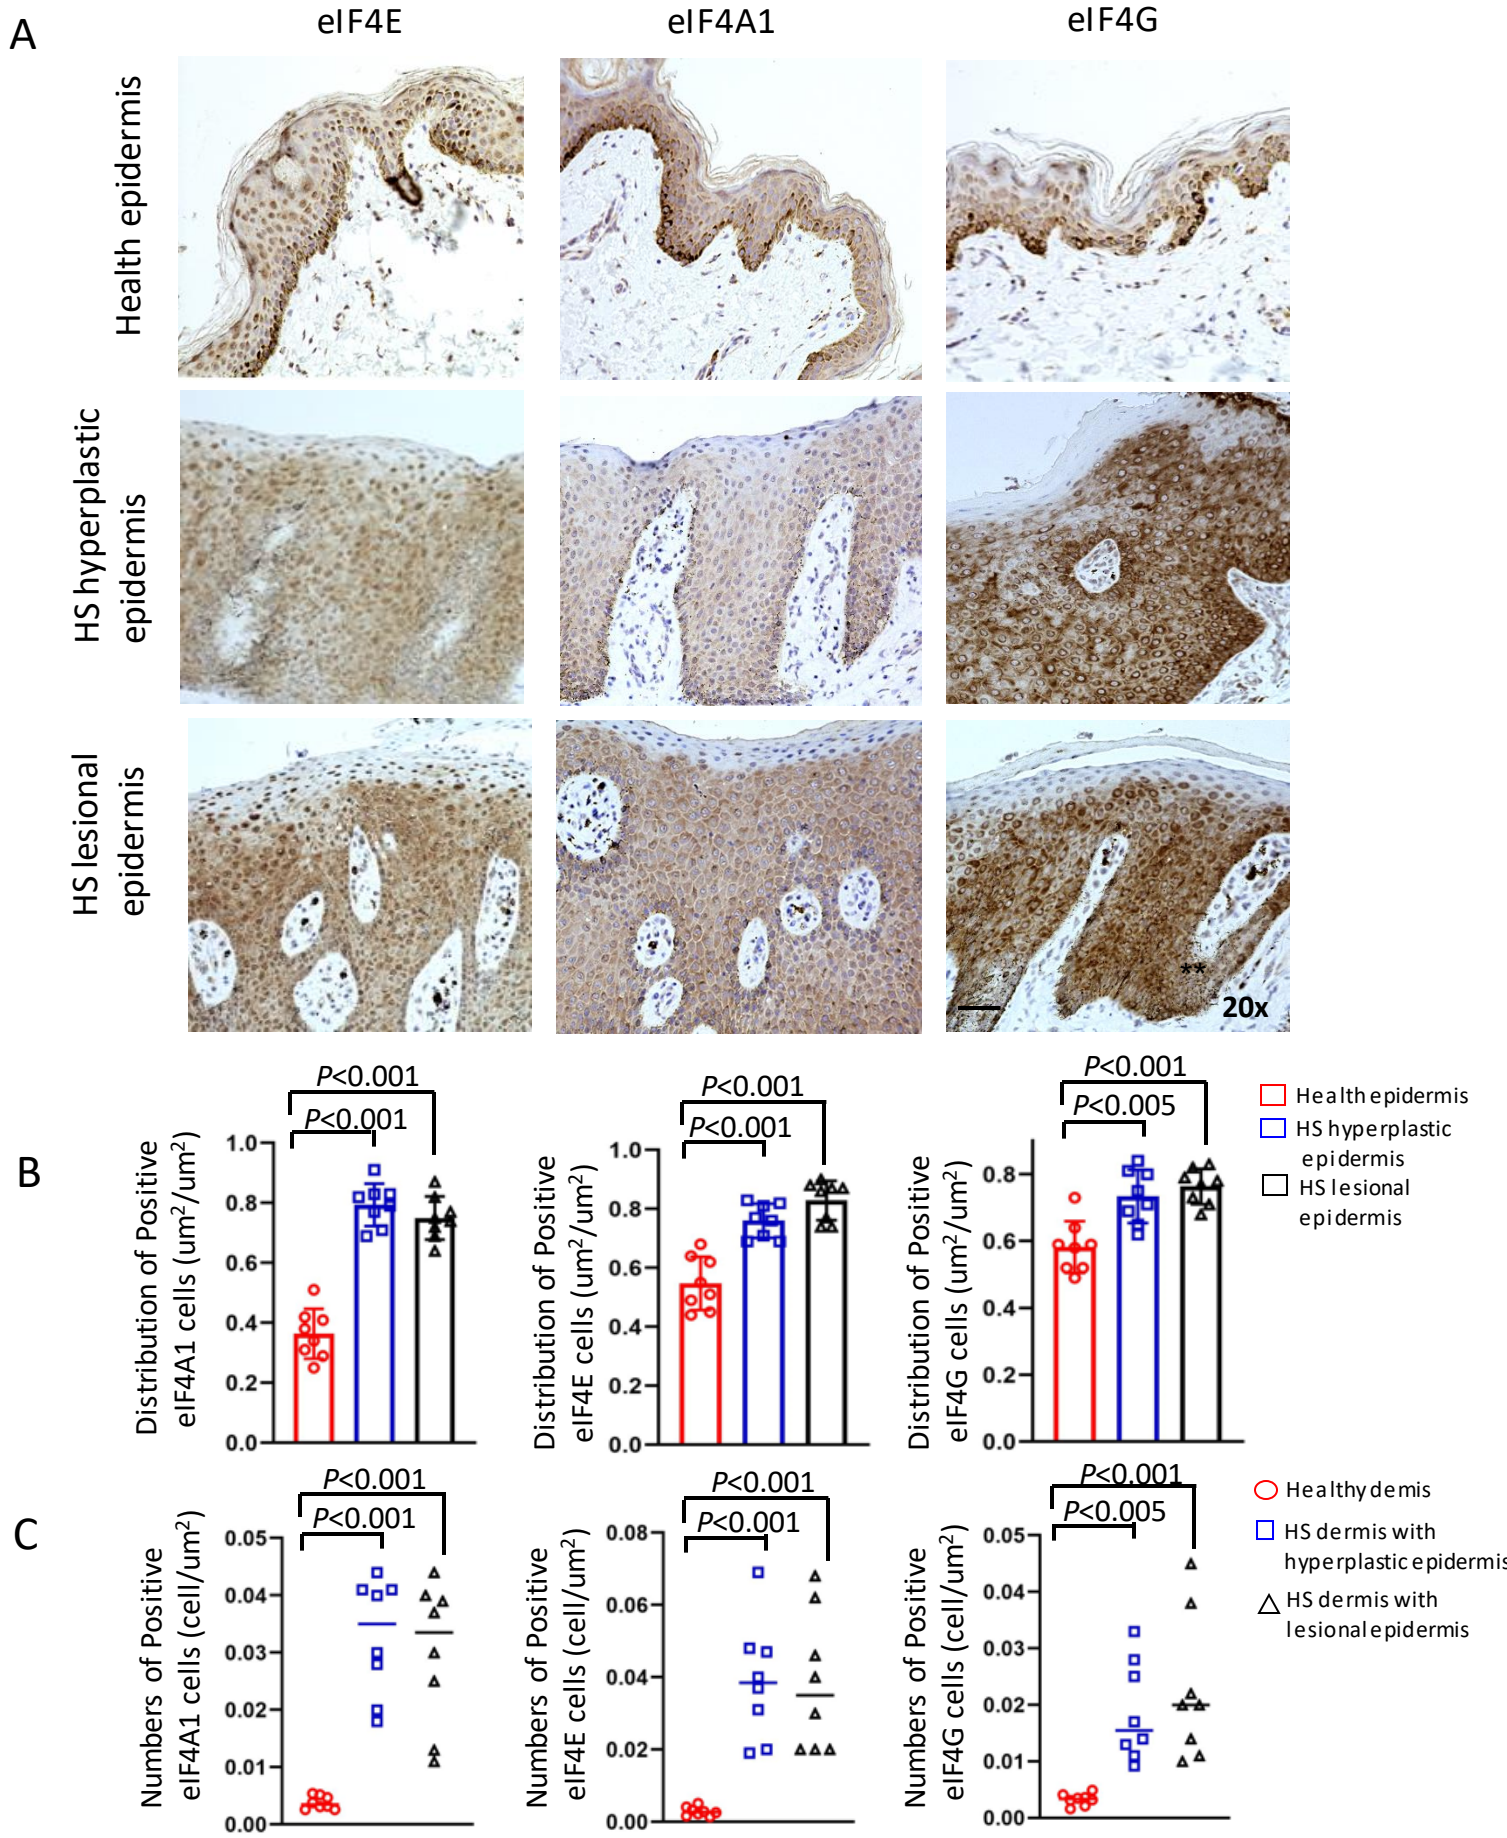 A
eIF4E
eIF4A1
eIF4G
Health epidermis
HS hyperplastic
epidermis
HS lesional
epidermis
**
20x
B
Distribution of Positive
eIF4A1 cells (um²/um²)
P<0.001
P<0.001
1.0
0.8
0.6
0.4
0.2
0.0
Distribution of Positive
eIF4E cells (um²/um²)
P<0.001
P<0.001
1.0
0.8
0.6
0.4
0.2
0.0
Distribution of Positive
eIF4G cells (um²/um²)
P<0.001
P<0.005
0.8
0.6
0.4
0.2
0.0
Health epidermis
HS hyperplastic
epidermis
HS lesional
epidermis
C
Numbers of Positive
eIF4A1 cells (cell/um²)
P<0.001
P<0.001
0.05
0.04
0.03
0.02
0.01
0.00
Numbers of Positive
eIF4E cells (cell/um²)
P<0.001
P<0.001
0.08
0.06
0.04
0.02
0.00
Numbers of Positive
eIF4G cells (cell/um²)
P<0.001
P<0.005
0.05
0.04
0.03
0.02
0.01
0.00
Healthy demis
HS dermis with
hyperplastic epidermis
HS dermis with
lesional epidermis